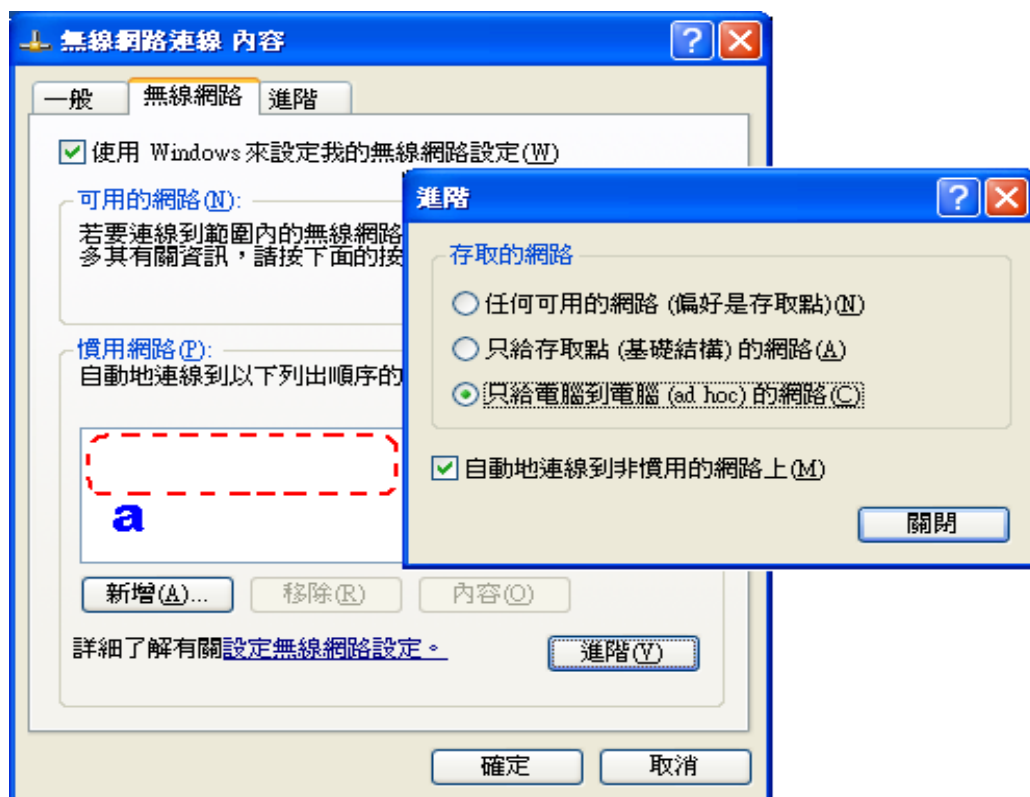 無線網路連線 內容
一般 無線網路 進階
使用 Windows 來設定我的無線網路設定(W)
可用的網路(N):
若要連線到範圍內的無線網路
多其有關資訊，請按下面的按
慣用網路(P):
自動地連線到以下列出順序的
a
新增(A)... 移除(R) 內容(O)
詳細了解有關設定無線網路設定。 進階(V)
確定 取消
進階
存取的網路
任何可用的網路 (偏好是存取點)(N)
只給存取點 (基礎結構) 的網路(A)
只給電腦到電腦 (ad hoc) 的網路(C)
自動地連線到非慣用的網路上(M)
關閉